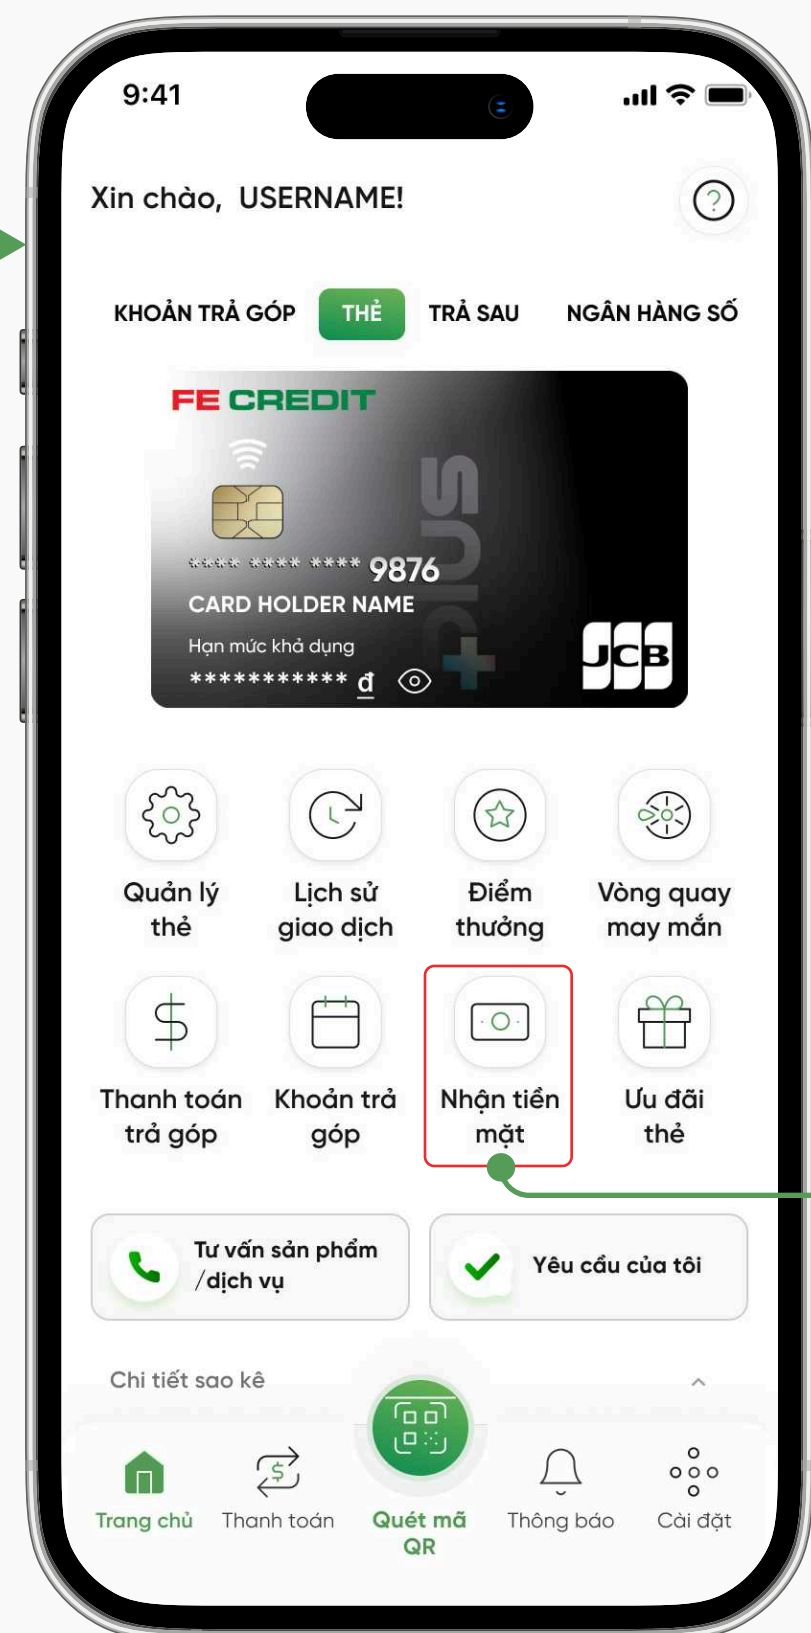 9:41
Xin chào, USERNAME!
KHOẢN TRẢ GÓP THẺ TRẢ SAU NGÂN HÀNG SỐ
FE CREDIT
plus
**** **** **** 9876
CARD HOLDER NAME
Hạn mức khả dụng
*********** đ
JCB
Quản lý thẻ
Lịch sử giao dịch
Điểm thưởng
Vòng quay may mắn
Thanh toán trả góp
Khoản trả góp
Nhận tiền mặt
Ưu đãi thẻ
Tư vấn sản phẩm
/dịch vụ
Yêu cầu của tôi
Chi tiết sao kê
Trang chủ
Thanh toán
Quét mã
QR
Thông báo
Cài đặt